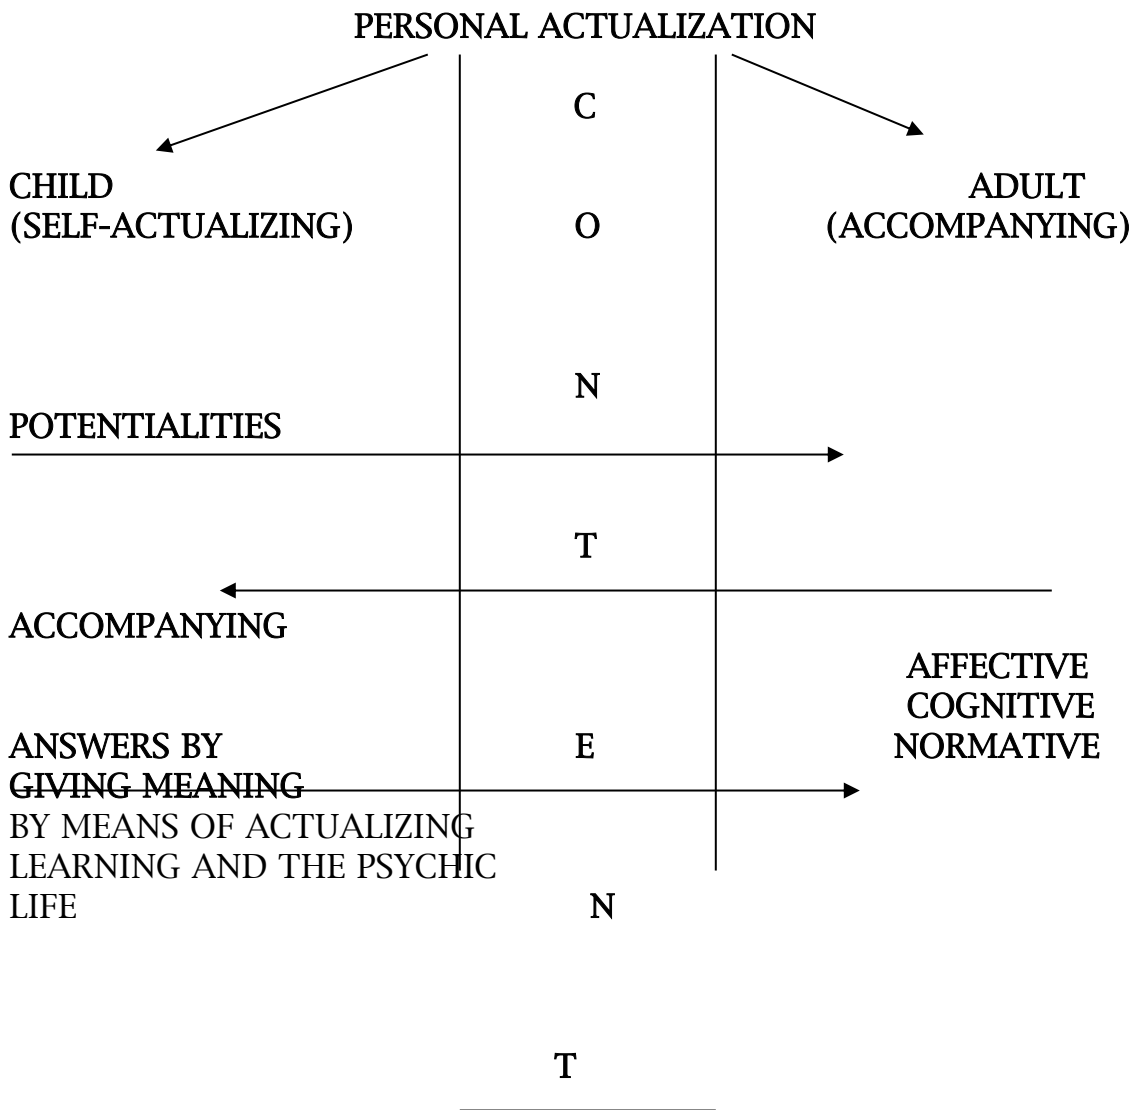 PERSONAL ACTUALIZATION
C
CHILD ADULT
(SELF-ACTUALIZING) O (ACCOMPANYING)
N
POTENTIALITIES
T
ACCOMPANYING
AFFECTIVE
COGNITIVE
ANSWERS BY E NORMATIVE
GIVING MEANING
BY MEANS OF ACTUALIZING
LEARNING AND THE PSYCHIC
LIFE N
T